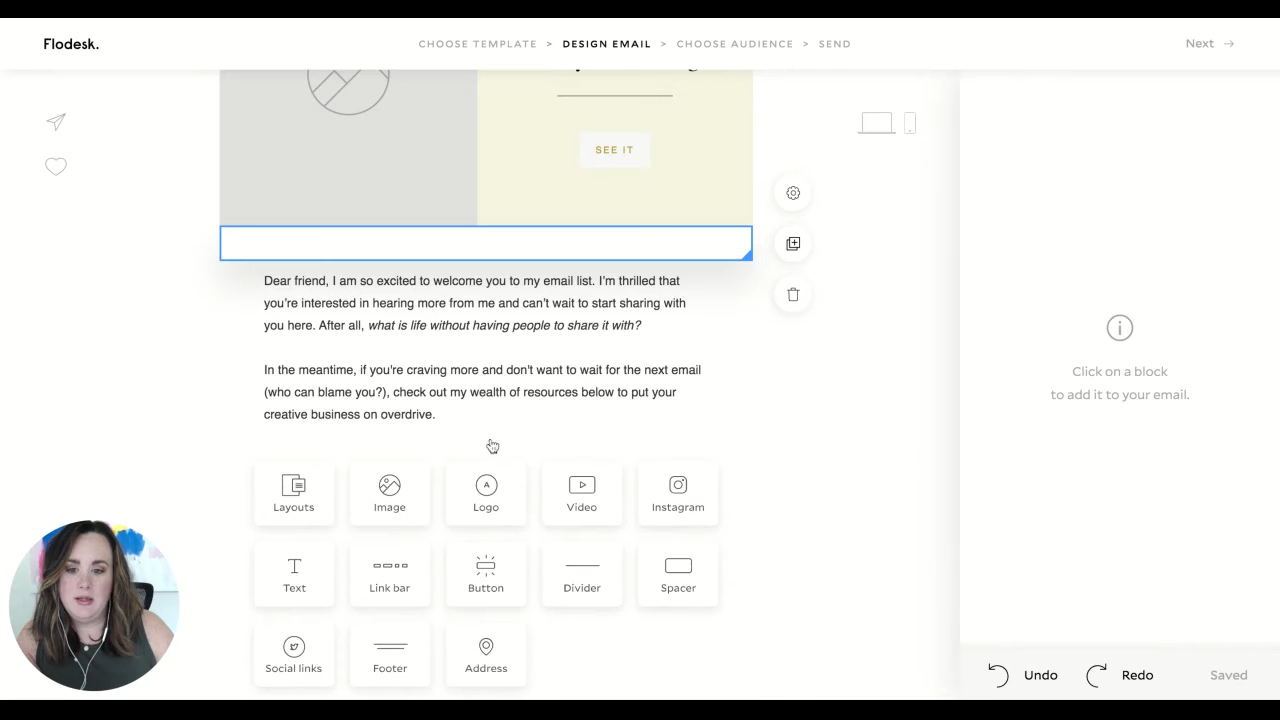 Flodesk.
CHOOSE TEMPLATE > DESIGN EMAIL > CHOOSE AUDIENCE > SEND
Next →
SEE IT
Dear friend, I am so excited to welcome you to my email list. I'm thrilled that
you're interested in hearing more from me and can't wait to start sharing with
you here. After all, what is life without having people to share it with?
In the meantime, if you're craving more and don't want to wait for the next email
(who can blame you?), check out my wealth of resources below to put your
creative business on overdrive.
Layouts
Image
A
Logo
Video
Instagram
Text
Link bar
Button
Divider
Spacer
Social links
Footer
Address
Click on a block
to add it to your email.
Undo
Redo
Saved